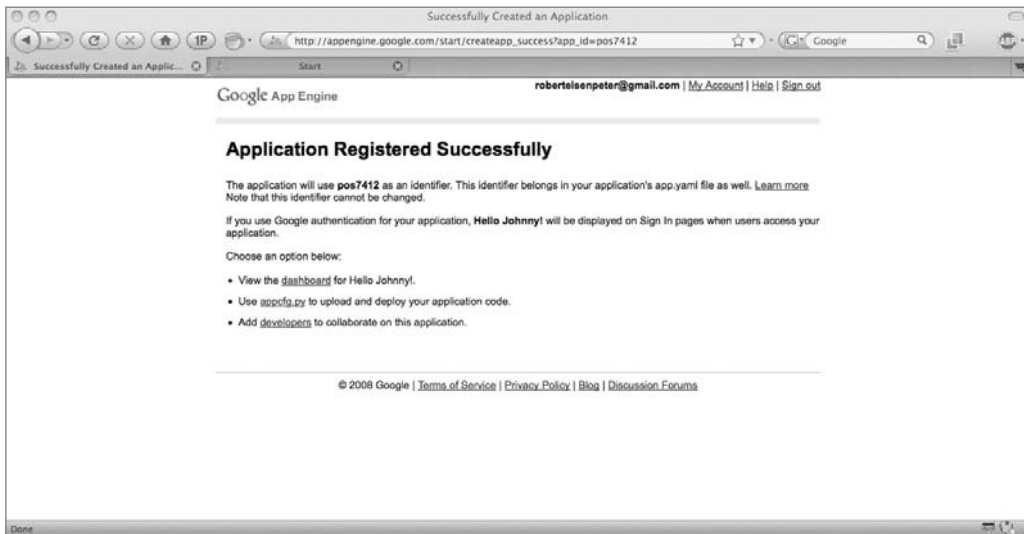 Successfully Created an Application
1P
http://appengine.google.com/start/createapp_success?app_id=pos7412
G
Google
Successfully Created an Applic...
Start
Google App Engine
robertelsenpeter@gmail.com | My Account | Help | Sign out
Application Registered Successfully
The application will use pos7412 as an identifier. This identifier belongs in your application's app.yaml file as well. Learn more
Note that this identifier cannot be changed.
If you use Google authentication for your application, Hello Johnny! will be displayed on Sign In pages when users access your
application.
Choose an option below:
• View the dashboard for Hello Johnny!.
• Use appcfg.py to upload and deploy your application code.
• Add developers to collaborate on this application.
© 2008 Google | Terms of Service | Privacy Policy | Blog | Discussion Forums
Done